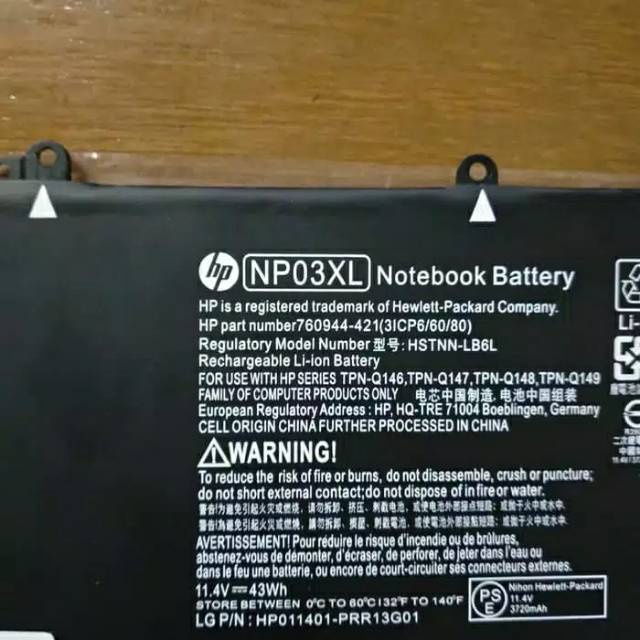 hp NP03XL Notebook Battery
HP is a registered trademark of Hewlett-Packard Company.
HP part number760944-421(3ICP6/60/80)
Regulatory Model Number 型号: HSTNN-LB6L
Rechargeable Li-ion Battery
FOR USE WITH HP SERIES TPN-Q146,TPN-Q147,TPN-Q148,TPN-Q149
FAMILY OF COMPUTER PRODUCTS ONLY 电芯中国制造, 电池中国组装
European Regulatory Address : HP, HQ-TRE 71004 Boeblingen, Germany
CELL ORIGIN CHINA FURTHER PROCESSED IN CHINA
WARNING!
To reduce the risk of fire or burns, do not disassemble, crush or puncture;
do not short external contact;do not dispose of in fire or water.
AVERTISSEMENT! Pour réduire le risque d'incendie ou de brûlures,
abstenez-vous de démonter, d'écraser, de perforer, de jeter dans l'eau ou
dans le feu une batterie, ou encore de court-circuiter ses connecteurs externes.
11.4V 43Wh
STORE BETWEEN 0°C TO 60°C(32°F TO 140°F
LG P/N : HP011401-PRR13G01
PSE
Nihon Hewlett-Packard
11.4V
3720mAh
Li-